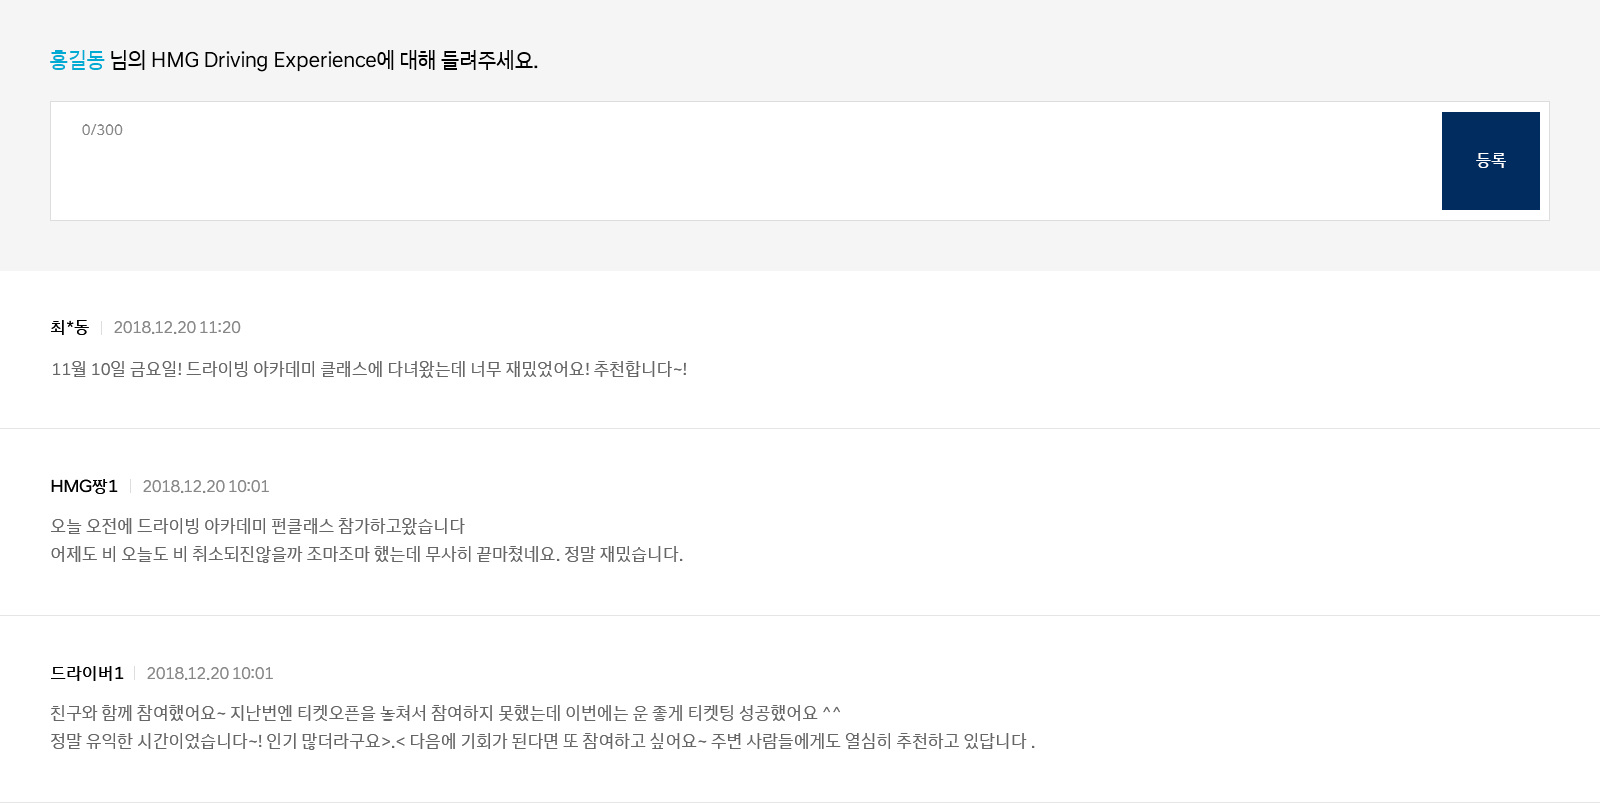 홍길동 님의 HMG Driving Experience에 대해 들려주세요.
0/300
등록
최*동 2018.12.20 11:20
11월 10일 금요일! 드라이빙 아카데미 클래스에 다녀왔는데 너무 재밌었어요! 추천합니다~!
HMG짱1 2018.12.20 10:01
오늘 오전에 드라이빙 아카데미 펀클래스 참가하고왔습니다
어제도 비 오늘도 비 취소되진않을까 조마조마 했는데 무사히 끝마쳤네요. 정말 재밌습니다.
드라이버1 2018.12.20 10:01
친구와 함께 참여했어요~ 지난번엔 티켓오픈을 놓쳐서 참여하지 못했는데 이번에는 운 좋게 티켓팅 성공했어요 ^^
정말 유익한 시간이었습니다~! 인기 많더라구요>.< 다음에 기회가 된다면 또 참여하고 싶어요~ 주변 사람들에게도 열심히 추천하고 있답니다 .